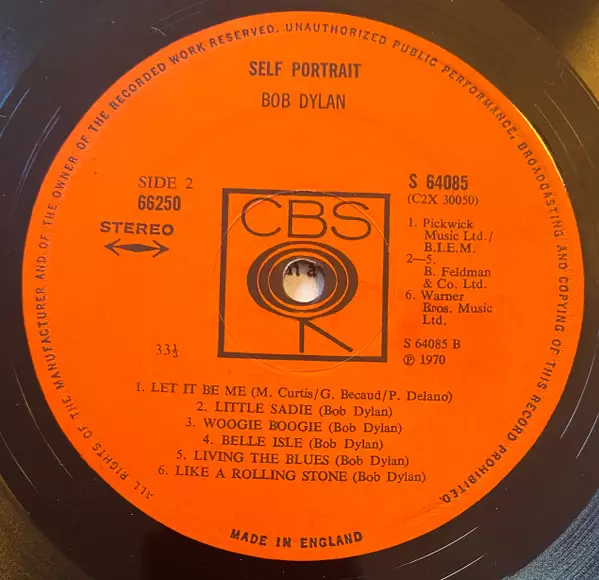 ALL RIGHTS OF THE MANUFACTURER AND OF THE OWNER OF THE RECORDED WORK RESERVED. UNAUTHORIZED PUBLIC PERFORMANCE, BROADCASTING AND COPYING OF THIS RECORD PROHIBITED.
SELF PORTRAIT
BOB DYLAN
SIDE 2
66250
STEREO
CBS
S 64085
(C2X 30050)
1. Pickwick
Music Ltd./
B.I.E.M.
2—5.
B. Feldman
& Co. Ltd.
6. Warner
Bros. Music
Ltd.
33⅓
S 64085 B
℗ 1970
1. LET IT BE ME (M. Curtis/G. Becaud/P. Delano)
2. LITTLE SADIE (Bob Dylan)
3. WOOGIE BOOGIE (Bob Dylan)
4. BELLE ISLE (Bob Dylan)
5. LIVING THE BLUES (Bob Dylan)
6. LIKE A ROLLING STONE (Bob Dylan)
MADE IN ENGLAND